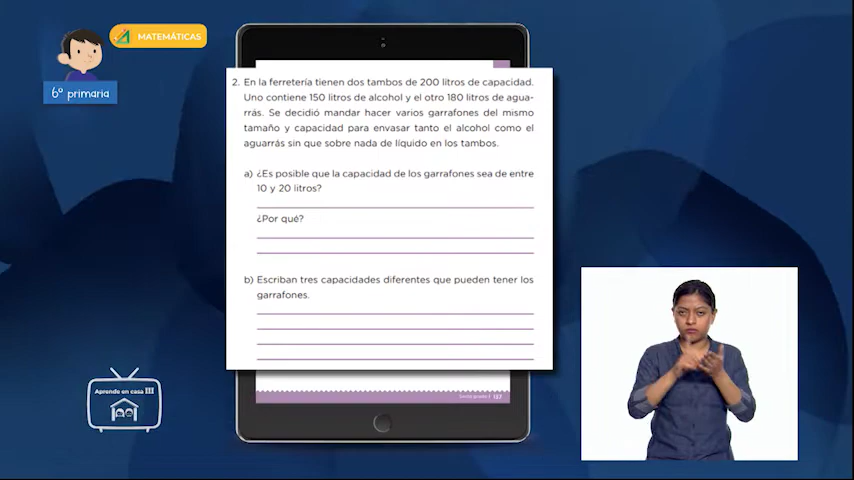 MATEMÁTICAS
6º primaria
2. En la ferretería tienen dos tambos de 200 litros de capacidad.
Uno contiene 150 litros de alcohol y el otro 180 litros de agua-
rrás. Se decidió mandar hacer varios garrafones del mismo
tamaño y capacidad para envasar tanto el alcohol como el
aguarrás sin que sobre nada de líquido en los tambos.
a) ¿Es posible que la capacidad de los garrafones sea de entre
10 y 20 litros?
¿Por qué?
b) Escriban tres capacidades diferentes que pueden tener los
garrafones.
Aprende en casa III
Sexto grado | 157